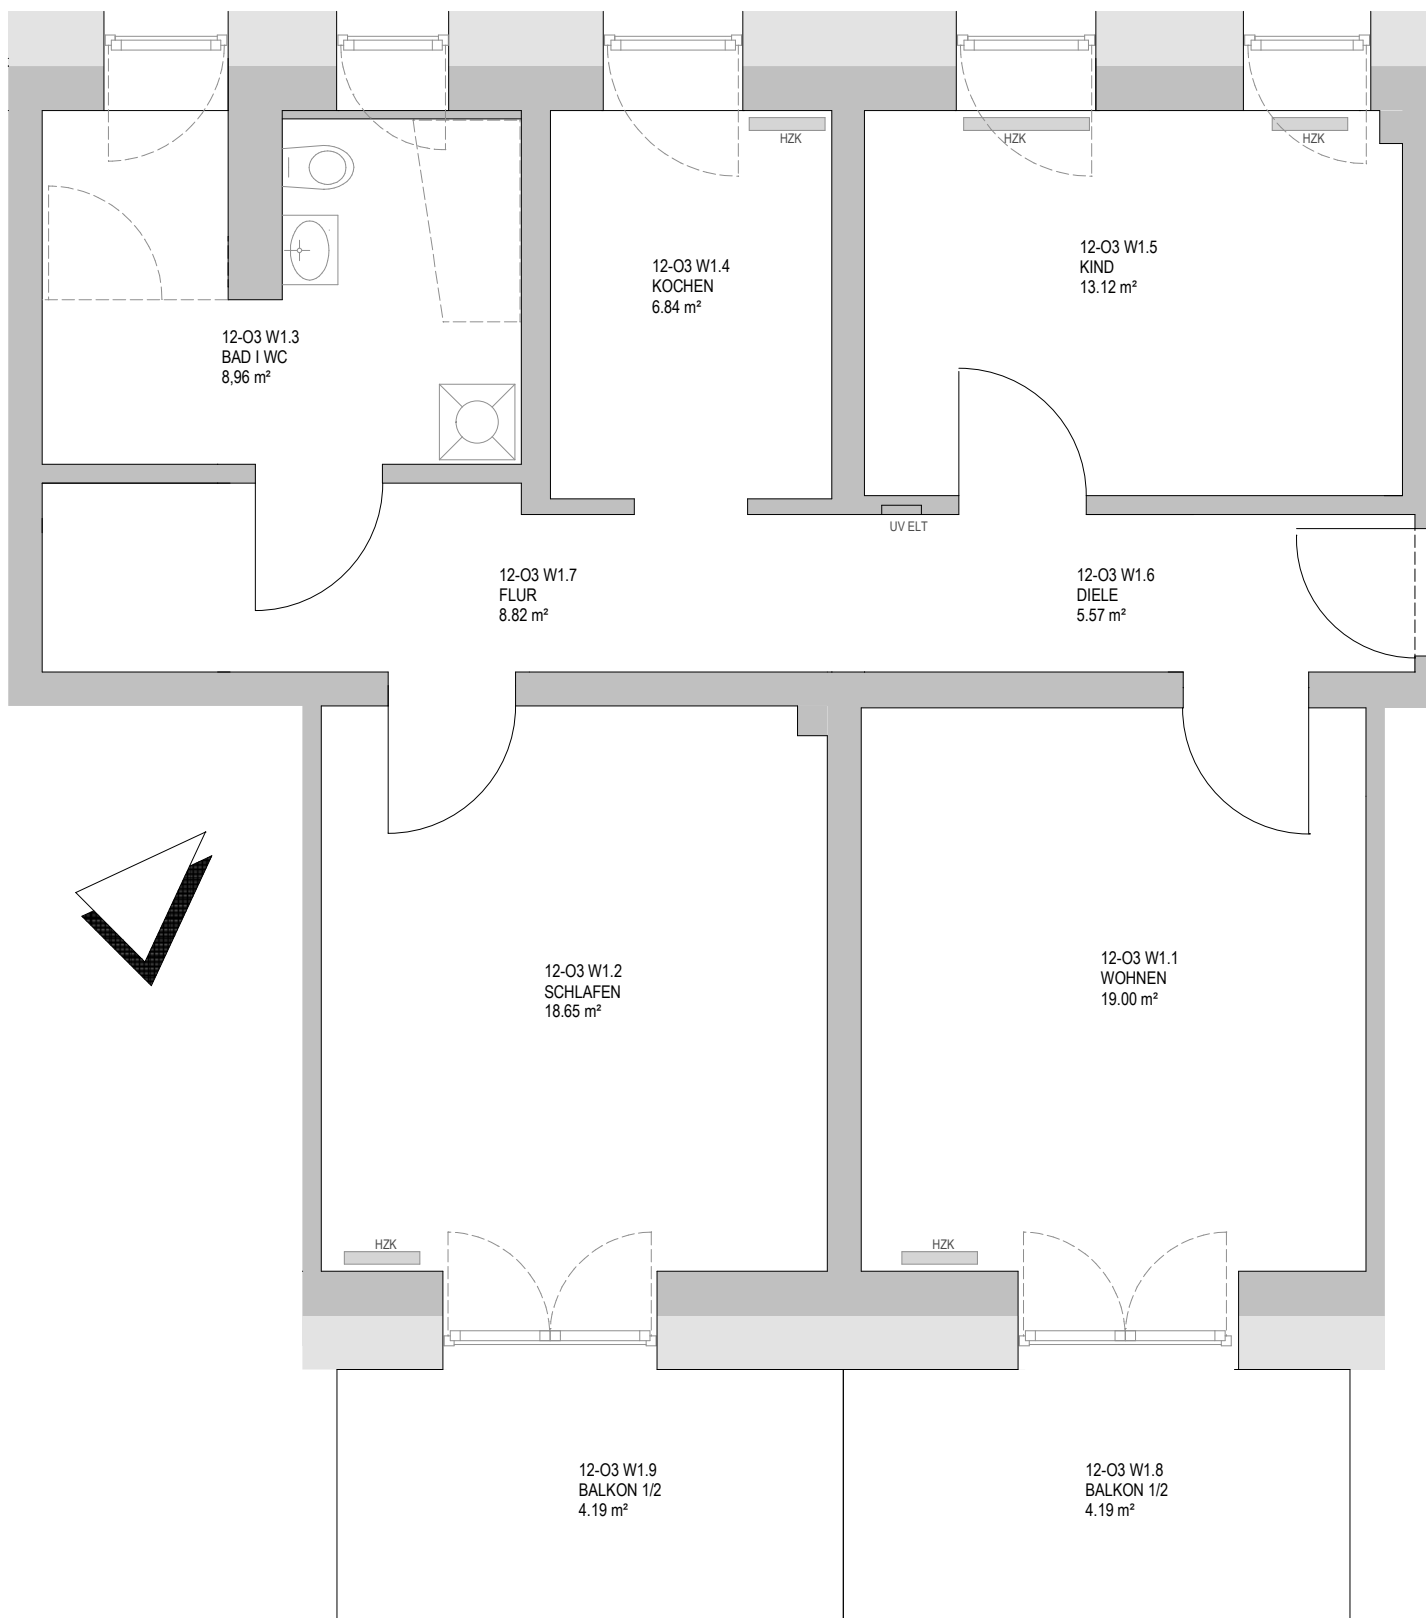 HZK
HZK
HZK
12-O3 W1.5
KIND
13.12 m²
12-O3 W1.4
KOCHEN
6.84 m²
12-O3 W1.3
BAD I WC
8,96 m²
UV ELT
12-O3 W1.7
FLUR
8.82 m²
12-O3 W1.6
DIELE
5.57 m²
12-O3 W1.2
SCHLAFEN
18.65 m²
12-O3 W1.1
WOHNEN
19.00 m²
HZK
HZK
12-O3 W1.9
BALKON 1/2
4.19 m²
12-O3 W1.8
BALKON 1/2
4.19 m²